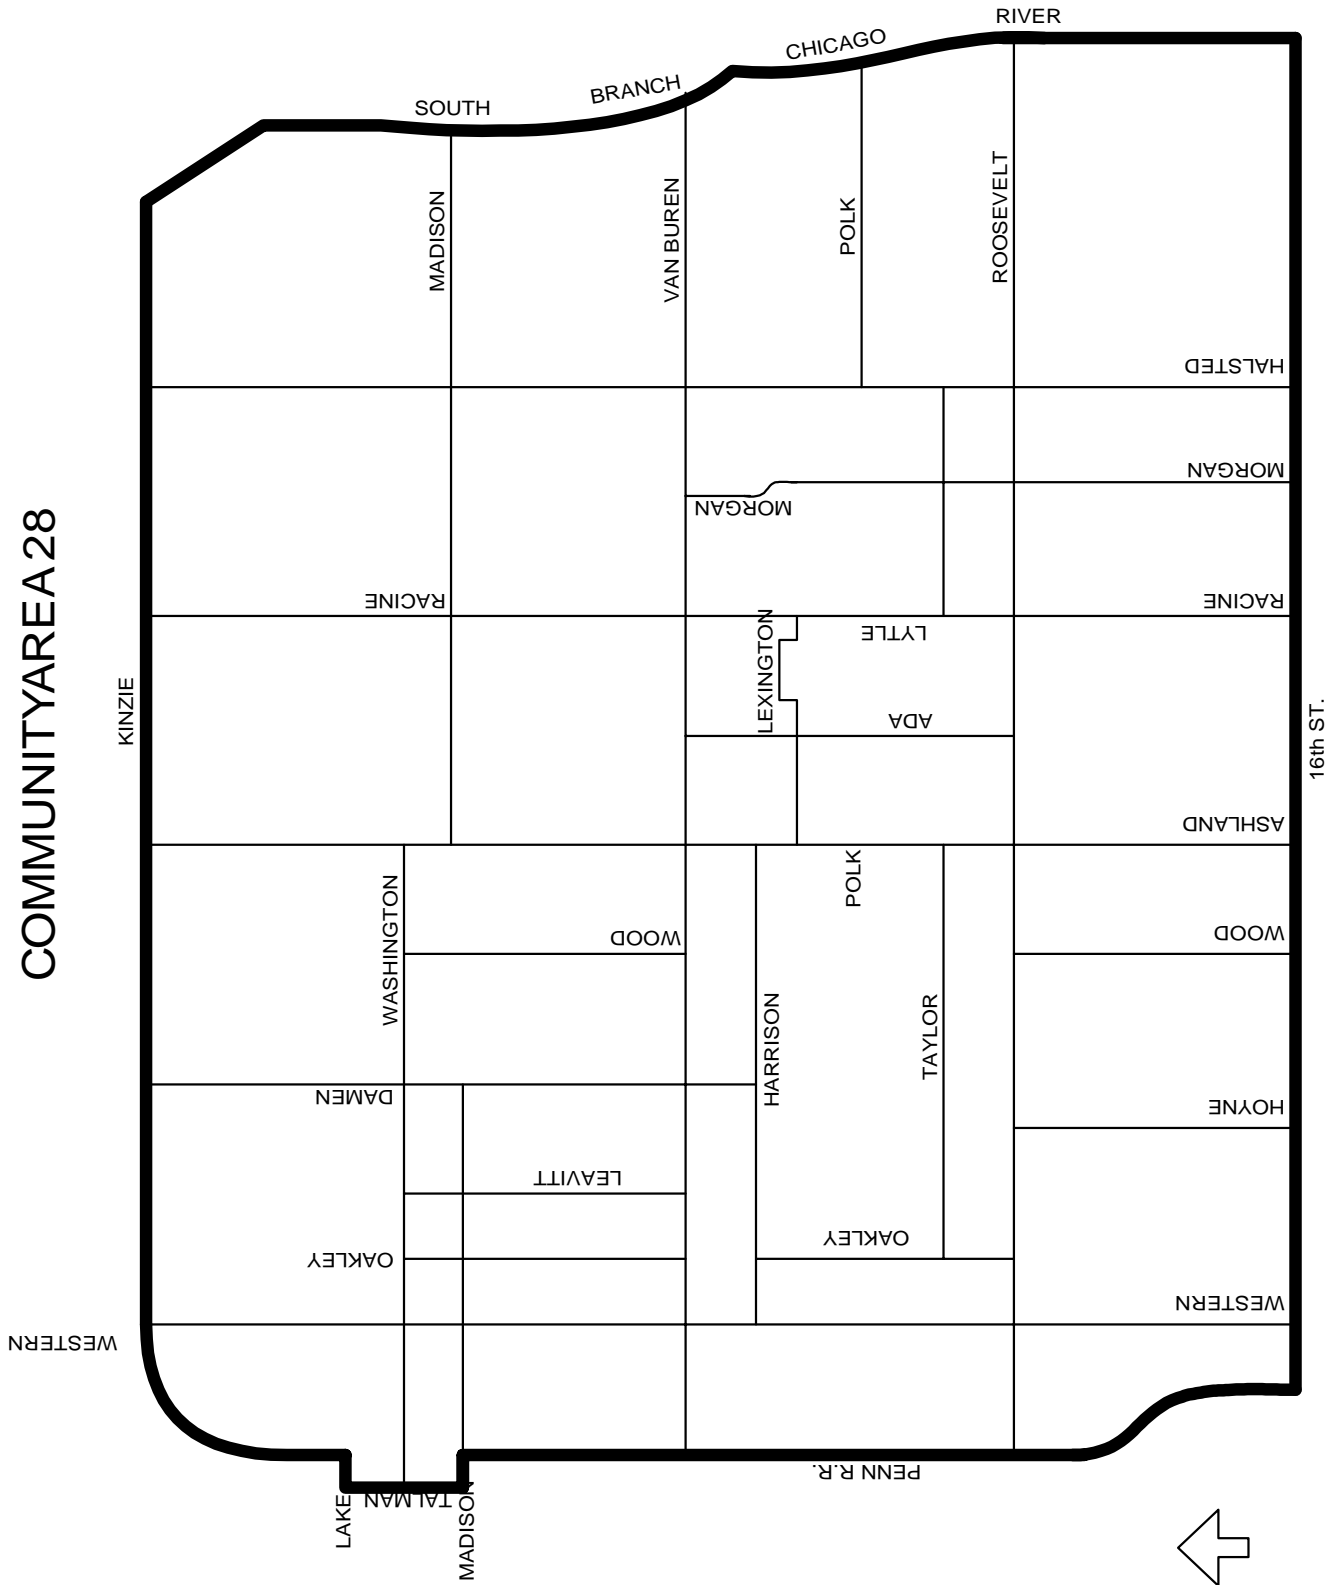 COMMUNITYAREA 28
RIVER
CHICAGO
BRANCH
SOUTH
MADISON
VAN BUREN
POLK
ROOSEVELT
HALSTED
MORGAN
MORGAN
RACINE
RACINE
LEXINGTON
LYTLE
ADA
KINZIE
16th ST.
ASHLAND
WASHINGTON
POLK
WOOD
WOOD
HARRISON
TAYLOR
DAMEN
HOYNE
LEAVITT
OAKLEY
OAKLEY
WESTERN
WESTERN
PENN R.R.
LAKE
TALMAN
MADISON